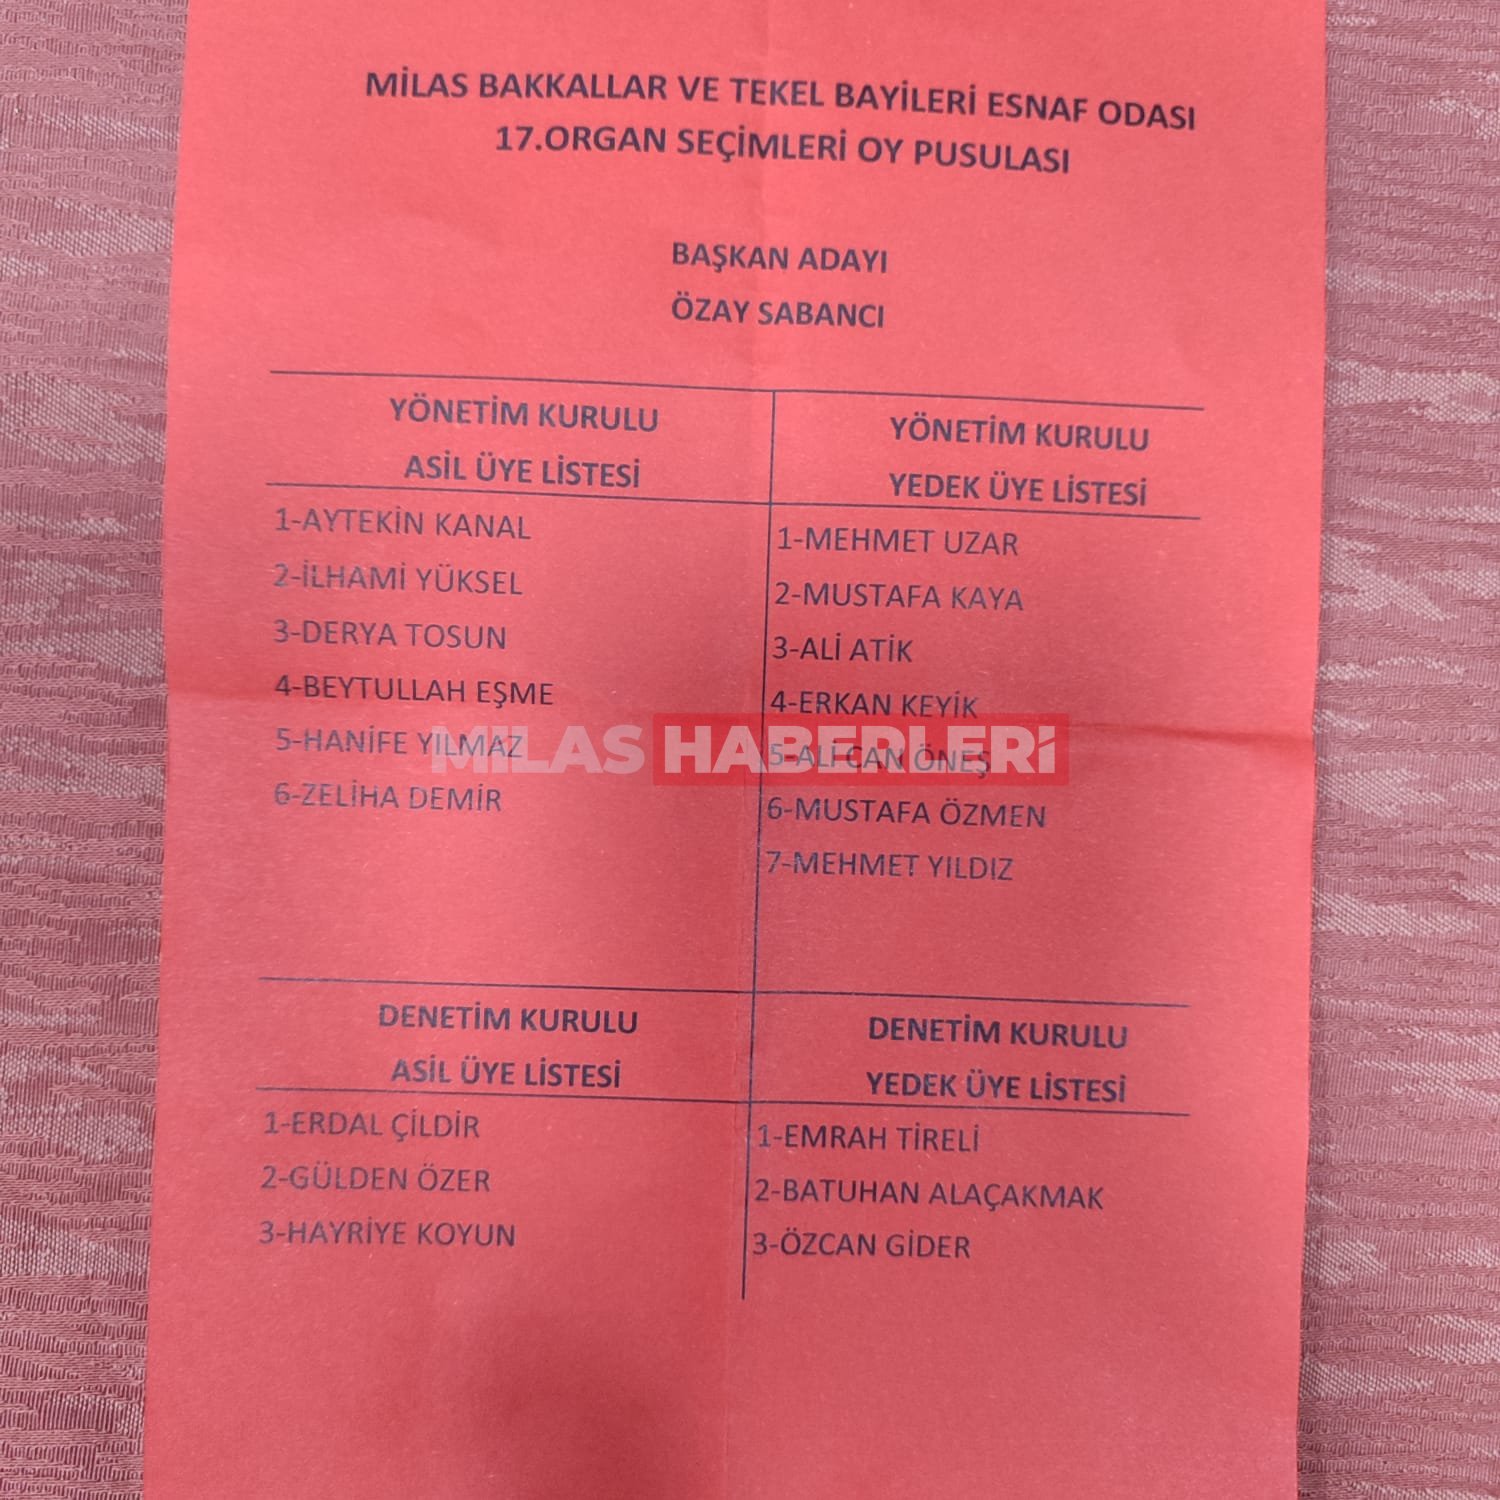 MİLAS BAKKALLAR VE TEKEL BAYİLERİ ESNAF ODASI
17.ORGAN SEÇİMLERİ OY PUSULASI
BAŞKAN ADAYI
ÖZAY SABANCI
YÖNETİM KURULU
ASİL ÜYE LİSTESİ
1-AYTEKİN KANAL
2-İLHAMİ YÜKSEL
3-DERYA TOSUN
4-BEYTULLAH EŞME
5-HANİFE YILMAZ
6-ZELİHA DEMİR
YÖNETİM KURULU
YEDEK ÜYE LİSTESİ
1-MEHMET UZAR
2-MUSTAFA KAYA
3-ALİ ATİK
4-ERKAN KEYİK
5-ALİ CAN ÖNEŞ
6-MUSTAFA ÖZMEN
7-MEHMET YILDIZ
MILAS HABERLERİ
DENETİM KURULU
ASİL ÜYE LİSTESİ
1-ERDAL ÇİLDİR
2-GÜLDEN ÖZER
3-HAYRİYE KOYUN
DENETİM KURULU
YEDEK ÜYE LİSTESİ
1-EMRAH TİRELİ
2-BATUHAN ALAÇAKMAK
3-ÖZCAN GİDER